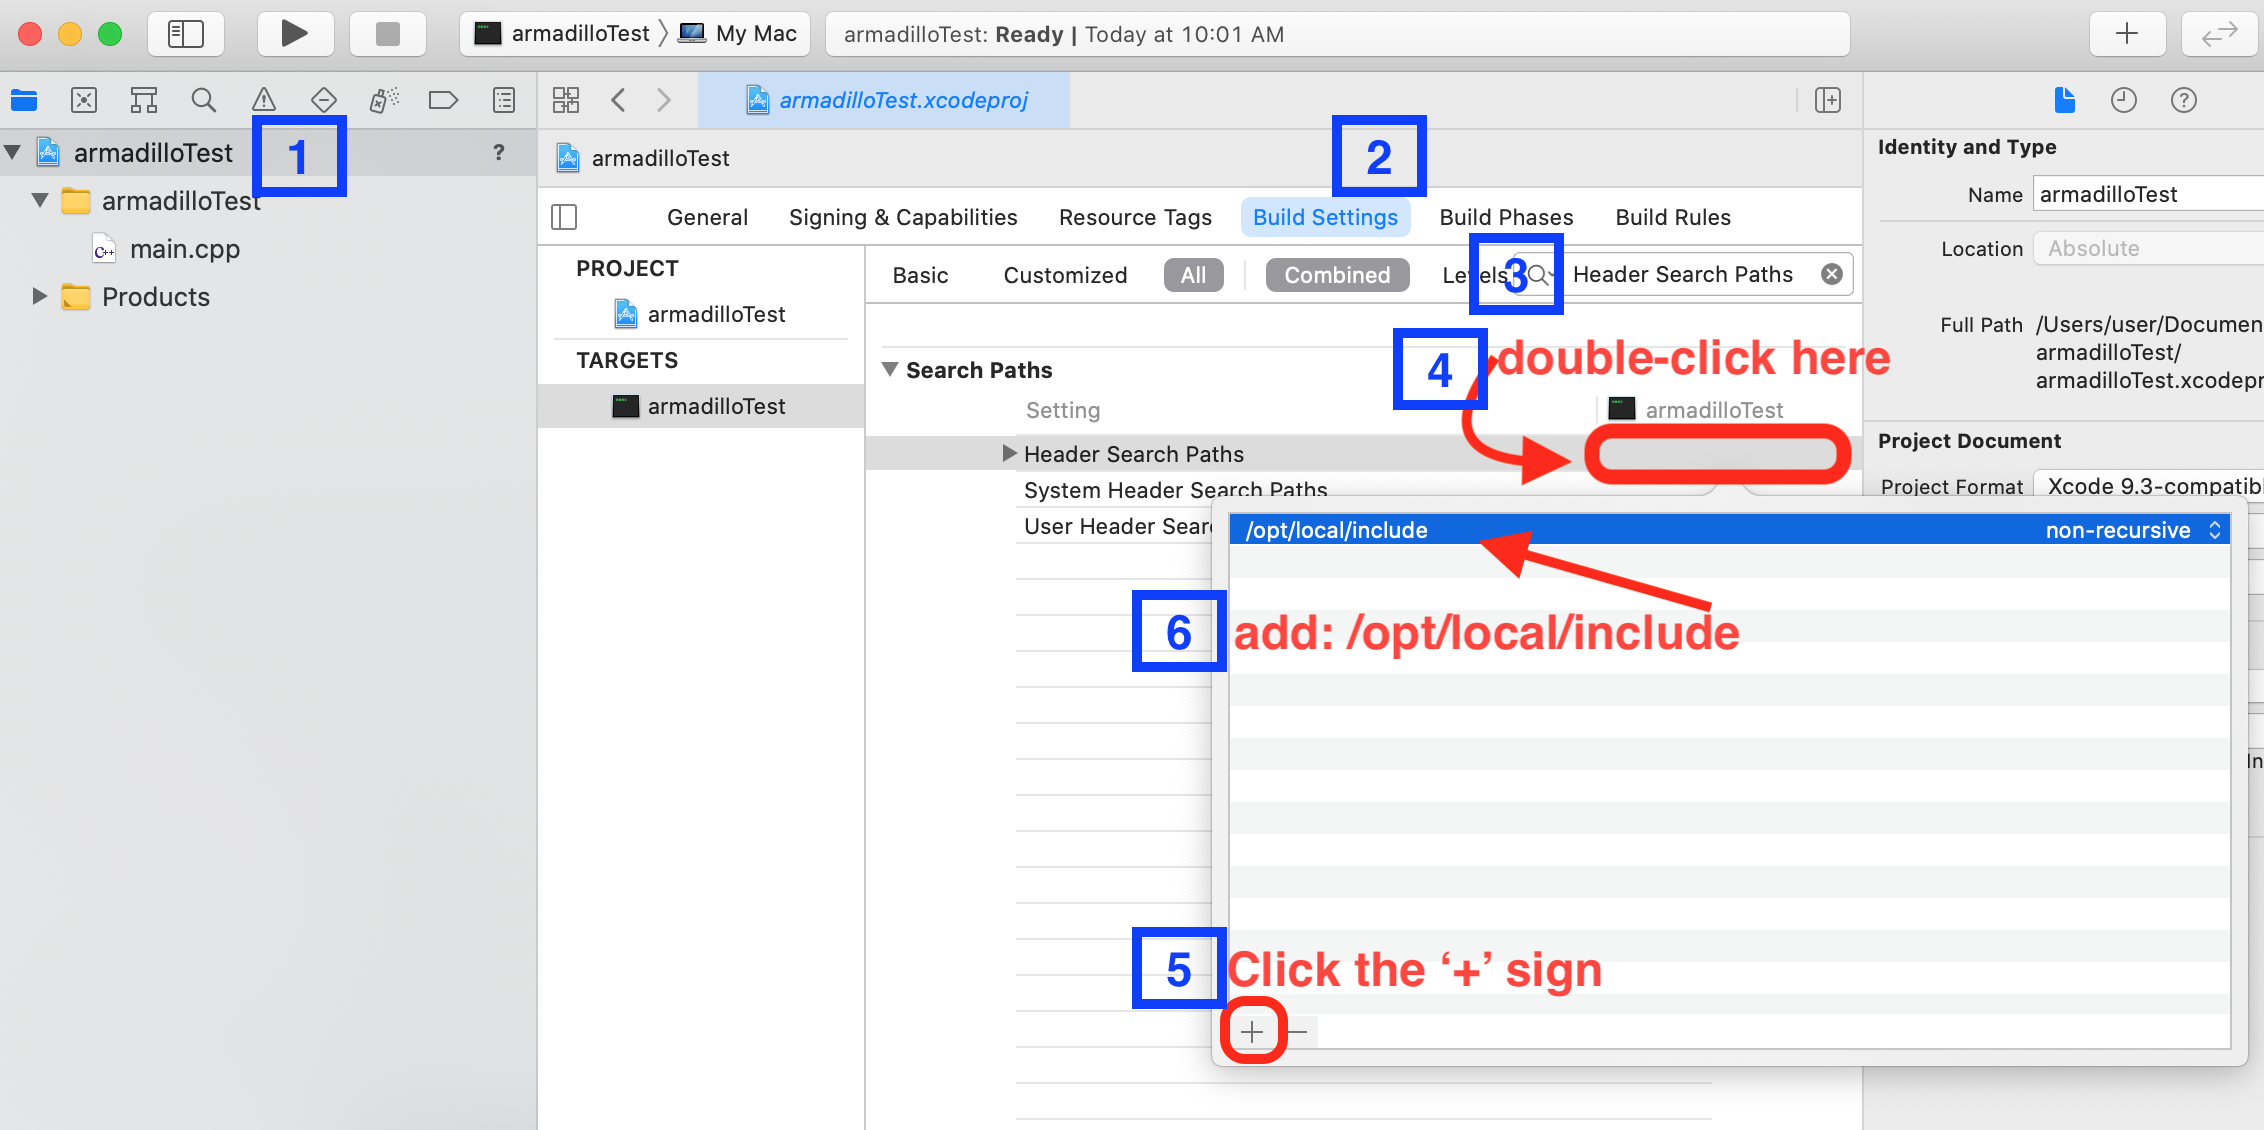 armadilloTest
My Mac
armadilloTest: Ready | Today at 10:01 AM
armadilloTest.xcodeproj
armadilloTest
1
?
armadilloTest
C++ main.cpp
Products
armadilloTest
2
General Signing & Capabilities Resource Tags Build Settings Build Phases Build Rules
PROJECT
armadilloTest
TARGETS
armadilloTest
Basic Customized All Combined Levels 3 Header Search Paths
4 double-click here
Search Paths
Setting armadilloTest
Header Search Paths
System Header Search Paths
User Header Sear
/opt/local/include non-recursive
6 add: /opt/local/include
5 Click the ‘+’ sign
Identity and Type
Name armadilloTest
Location Absolute
Full Path /Users/user/Documen
armadilloTest/
armadilloTest.xcodepr
Project Document
Project Format Xcode 9.3-compatibl
In